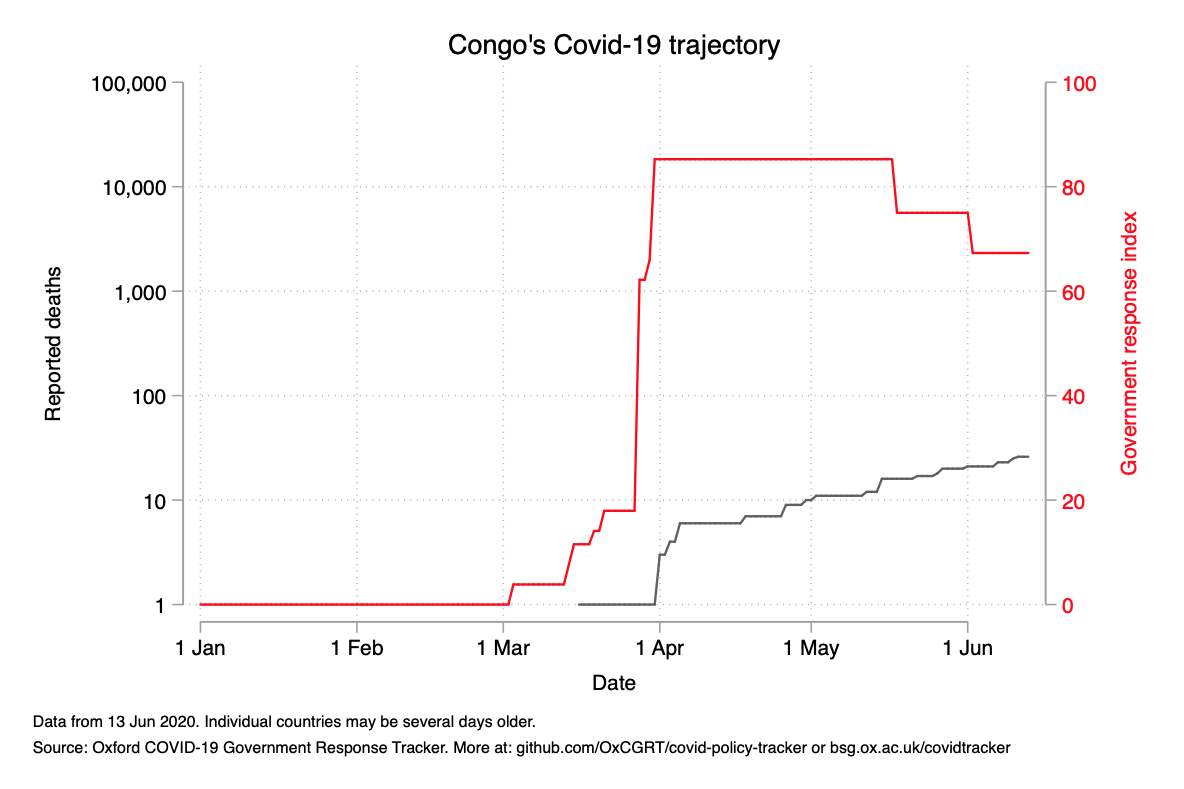 Congo's Covid-19 trajectory
100,000
10,000
1,000
100
10
1
Reported deaths
100
80
60
40
20
0
Government response index
1 Jan
1 Feb
1 Mar
1 Apr
1 May
1 Jun
Date
Data from 13 Jun 2020. Individual countries may be several days older.
Source: Oxford COVID-19 Government Response Tracker. More at: github.com/OxCGRT/covid-policy-tracker or bsg.ox.ac.uk/covidtracker